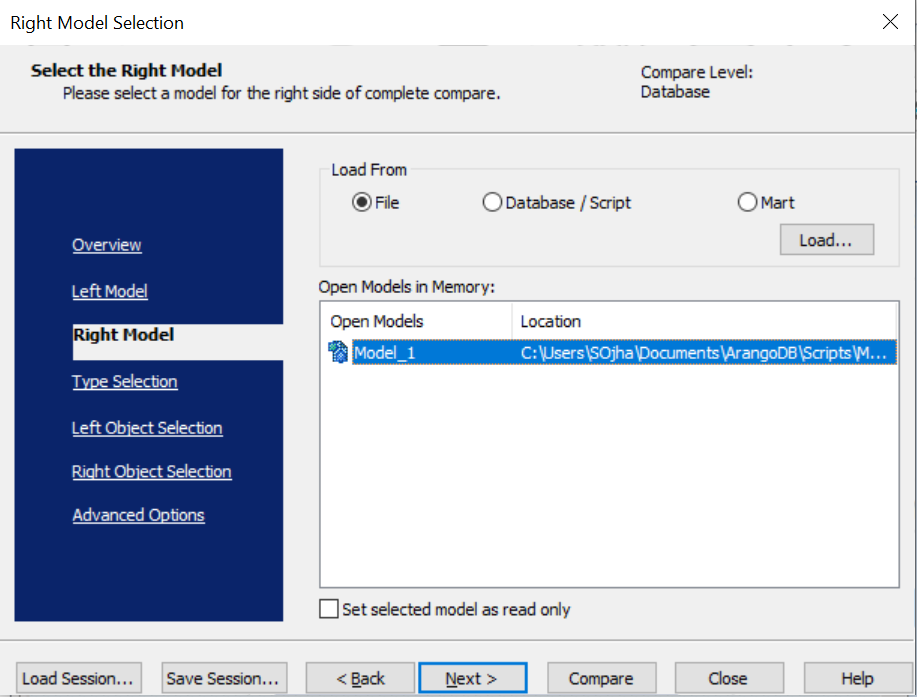 Right Model Selection
Select the Right Model
Please select a model for the right side of complete compare.
Compare Level:
Database
Overview
Left Model
Right Model
Type Selection
Left Object Selection
Right Object Selection
Advanced Options
Load From
File
Database / Script
Mart
Load...
Open Models in Memory:
Open Models
Location
Model_1
C:\Users\SOjha\Documents\ArangoDB\Scripts\M...
Set selected model as read only
Load Session...
Save Session...
< Back
Next >
Compare
Close
Help